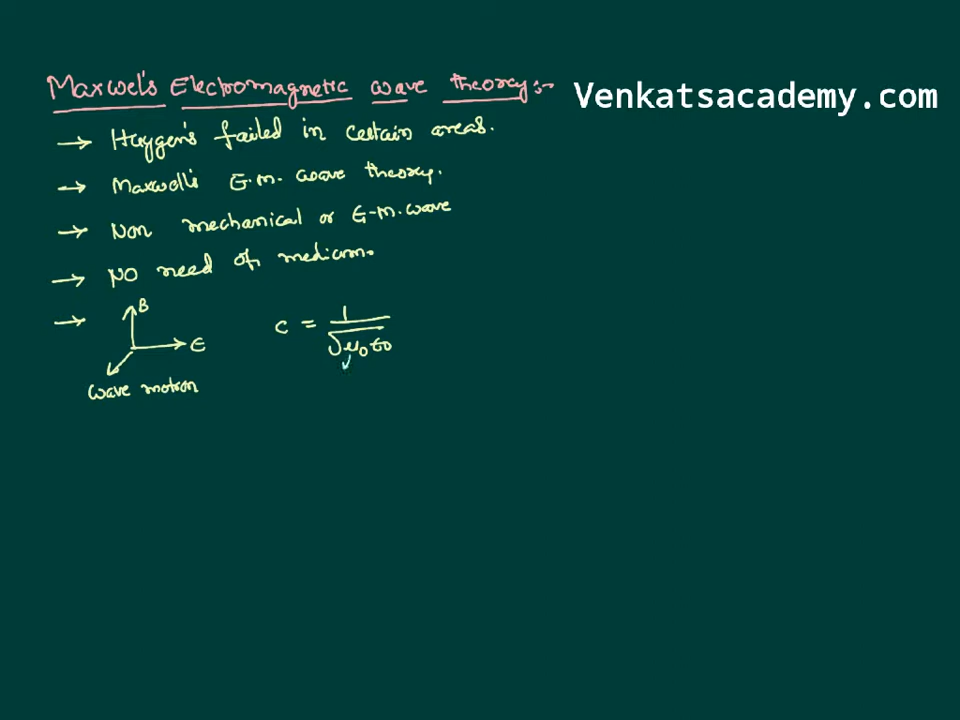 Maxwel's Electromagnetic wave theory:-
Venkatsacademy.com
→ Huygen's failed in certain areas.
→ Maxwell's E.m. wave theory.
→ Non mechanical or E-m.wave
→ NO need of medium.
→ B
E
wave motion
c = 1/√μ₀ε₀